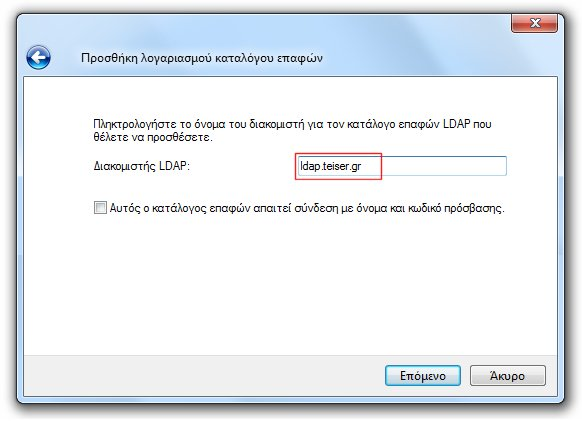 Προσθήκη λογαριασμού καταλόγου επαφών
Πληκτρολογήστε το όνομα του διακομιστή για τον κατάλογο επαφών LDAP που
θέλετε να προσθέσετε.
Διακομιστής LDAP: ldap.teiser.gr
Αυτός ο κατάλογος επαφών απαιτεί σύνδεση με όνομα και κωδικό πρόσβασης.
Επόμενο Άκυρο